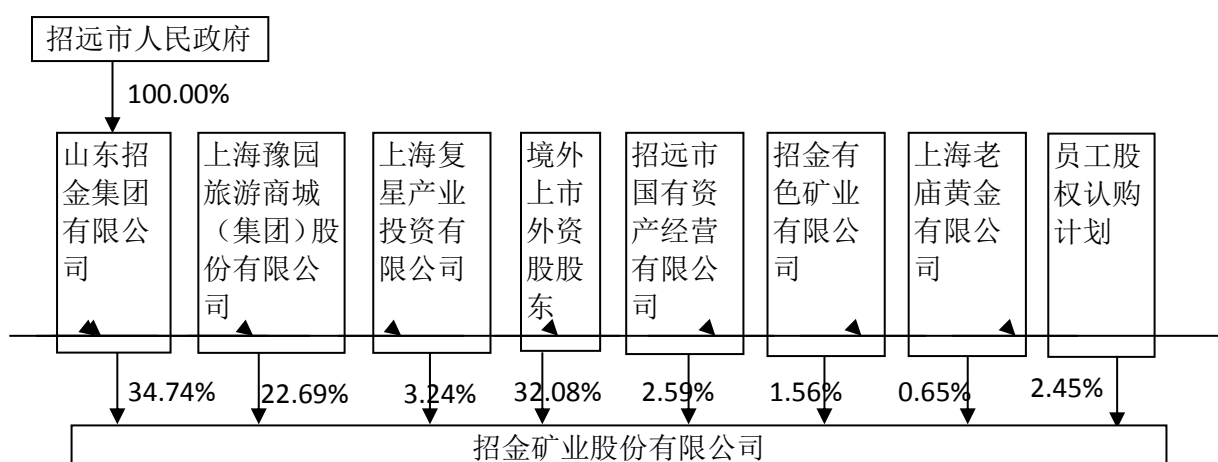 招远市人民政府
100.00%
山东招
金集团
有限公
司
上海豫园
旅游商城
（集团）股
份有限公
司
上海复
星产业
投资有
限公司
境外
上市
外资
股股
东
招远市
国有资
产经营
有限公
司
招金有
色矿业
有限公
司
上海老
庙黄金
有限公
司
员工股
权认购
计划
34.74%
22.69%
3.24%
32.08%
2.59%
1.56%
0.65%
2.45%
招金矿业股份有限公司